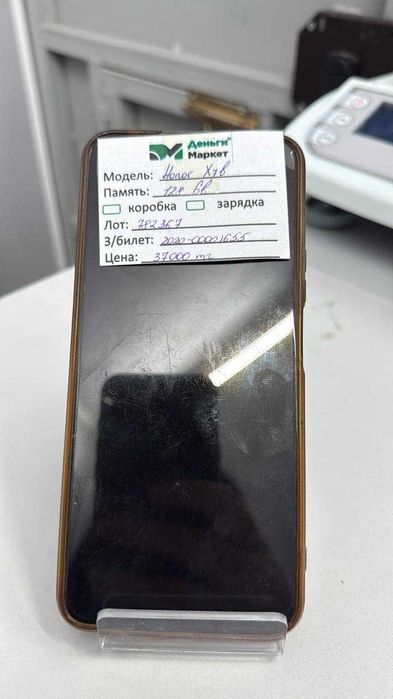 Деньги
Маркет
Модель: Honor X7b
Память: 128 Gb
коробка зарядка
Лот: 782367
З/билет: 2020-00001655
Цена: 37000 тг